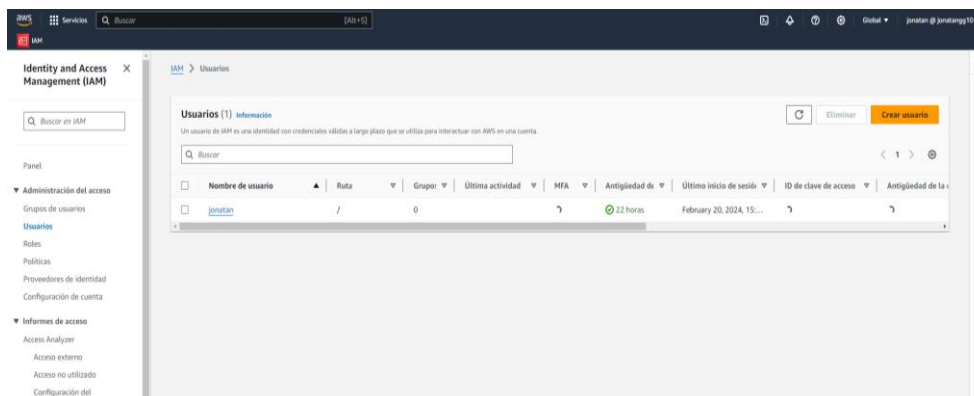 aws Servicios Buscar [Alt+S] Global jonatan @ jonatangg10
IAM
Identity and Access Management (IAM)
Buscar en IAM
Panel
Administración del acceso
Grupos de usuarios
Usuarios
Roles
Políticas
Proveedores de identidad
Configuración de cuenta
Informes de acceso
Access Analyzer
Acceso externo
Acceso no utilizado
Configuración del
IAM > Usuarios
Usuarios (1) Información
Eliminar Crear usuario
Un usuario de IAM es una identidad con credenciales válidas a largo plazo que se utiliza para interactuar con AWS en una cuenta.
Buscar
1
Nombre de usuario Ruta Grupos Última actividad MFA Antigüedad de Último inicio de sesión ID de clave de acceso Antigüedad de la
jonatan / 0 22 horas February 20, 2024, 15:...